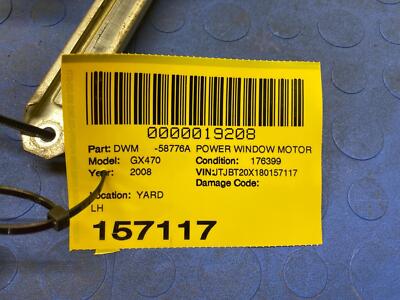 0000019208
Part: DWM -58776A POWER WINDOW MOTOR
Model: GX470 Condition: 176399
Year: 2008 VIN:JTJBT20X180157117
Damage Code:
Location: YARD
LH
157117